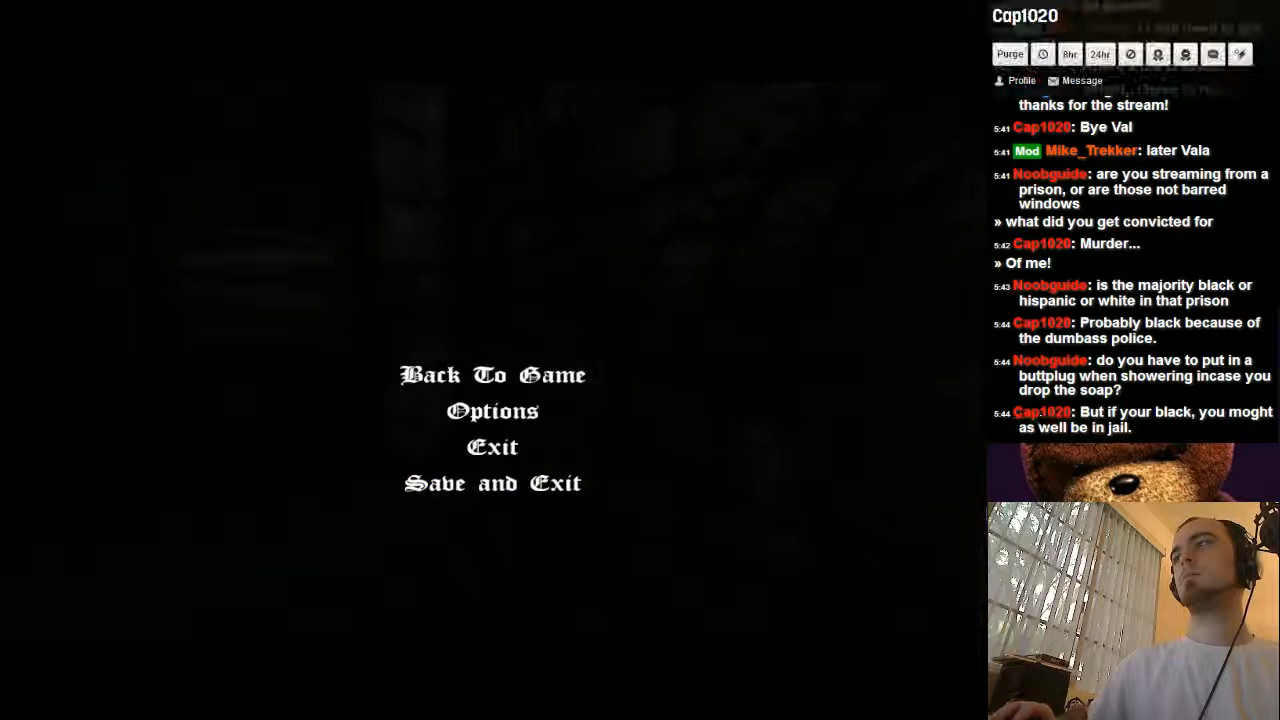 Back To Game
Options
Exit
Save and Exit
Cap1020
Purge 8hr 24hr
Profile Message
thanks for the stream!
5:41 Cap1020: Bye Val
5:41 Mod Mike_Trekker: later Vala
5:41 Noobguide: are you streaming from a
prison, or are those not barred
windows
» what did you get convicted for
5:42 Cap1020: Murder...
» Of me!
5:43 Noobguide: is the majority black or
hispanic or white in that prison
5:44 Cap1020: Probably black because of
the dumbass police.
5:44 Noobguide: do you have to put in a
buttplug when showering incase you
drop the soap?
5:44 Cap1020: But if your black, you moght
as well be in jail.